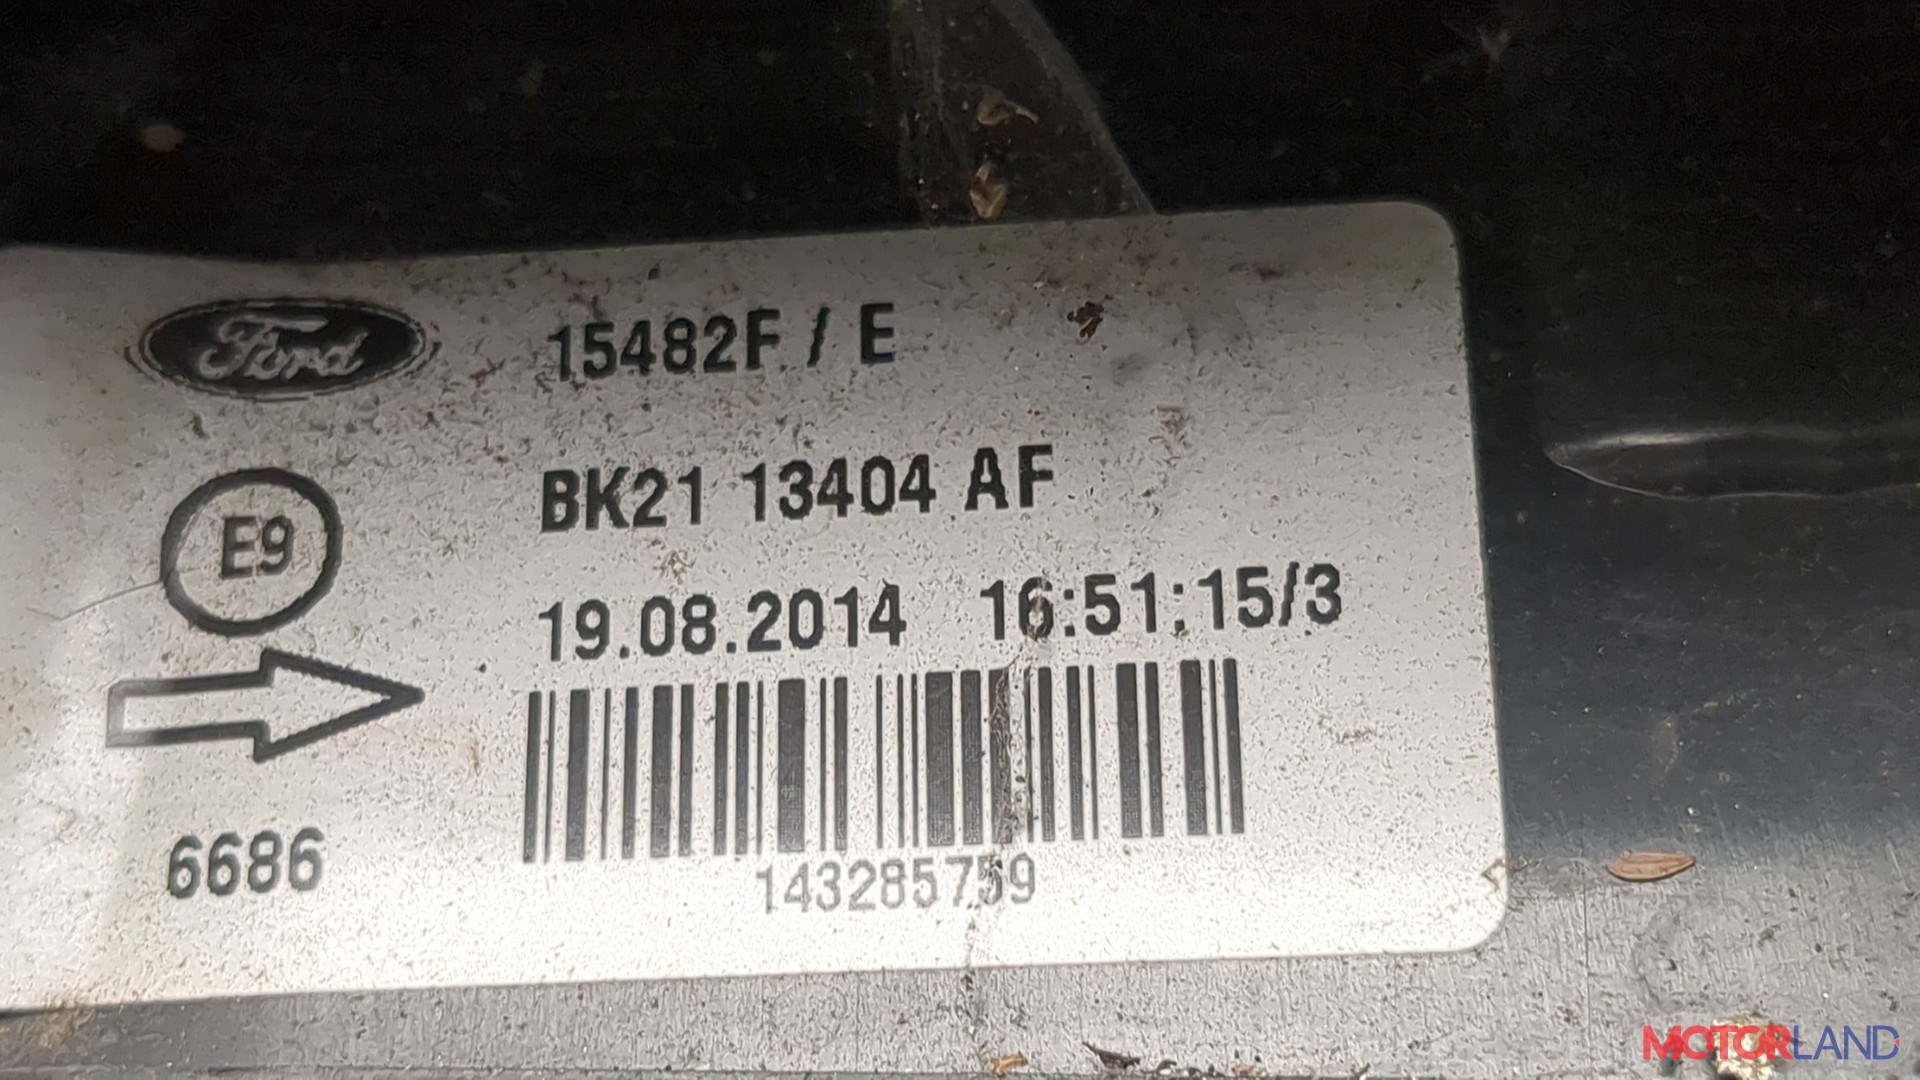 Ford
15482F / E
BK21 13404 AF
E9
19.08.2014 16:51:15/3
6686
143285759
MOTORLAND